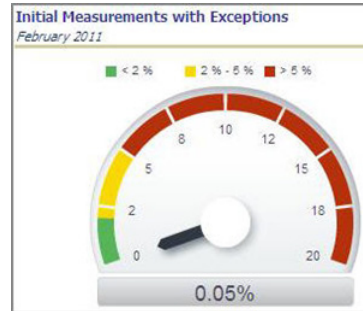 Initial Measurements with Exceptions
February 2011
< 2 % 2 % - 5 % > 5 %
10
8 12
5 15
2 18
0 20
0.05%